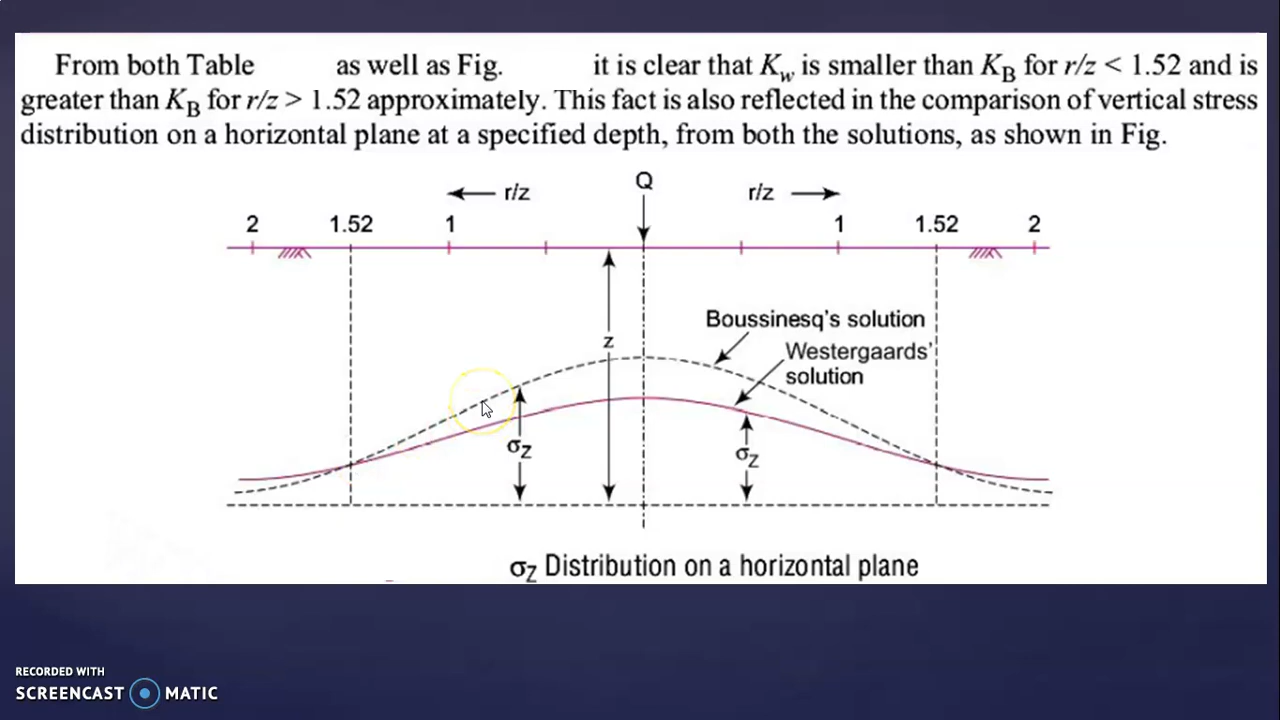 From both Table as well as Fig. it is clear that Kw is smaller than KB for r/z < 1.52 and is
greater than KB for r/z > 1.52 approximately. This fact is also reflected in the comparison of vertical stress
distribution on a horizontal plane at a specified depth, from both the solutions, as shown in Fig.
r/z Q r/z
2 1.52 1 1 1.52 2
Boussinesq's solution
z
Westergaards'
solution
σZ
σZ
σZ Distribution on a horizontal plane
RECORDED WITH
SCREENCAST MATIC